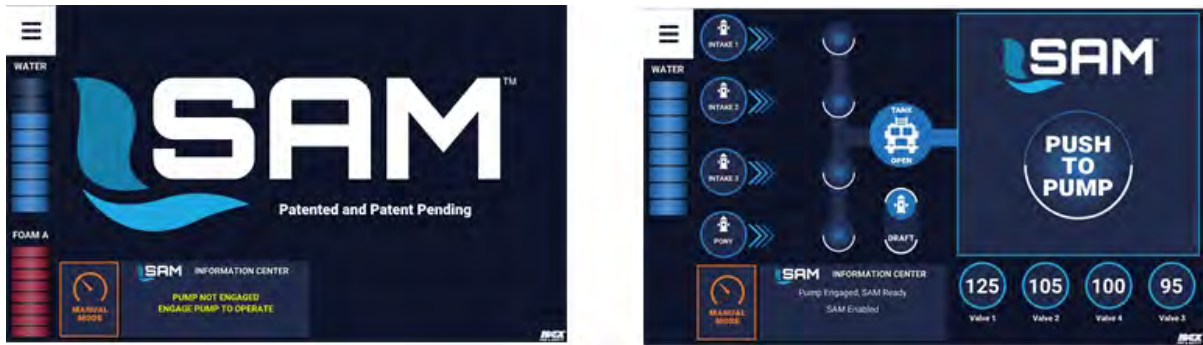 WATER
SAM™
Patented and Patent Pending
FOAM A
MANUAL
MODE
SAM INFORMATION CENTER
PUMP NOT ENGAGED
ENGAGE PUMP TO OPERATE
WATER
INTAKE 1
INTAKE 2
INTAKE 3
PONY
TANK
OPEN
DRAFT
SAM
PUSH
TO
PUMP
MANUAL
MODE
SAM INFORMATION CENTER
Pump Engaged, SAM Ready
SAM Enabled
125
Valve 1
105
Valve 2
100
Valve 4
95
Valve 3